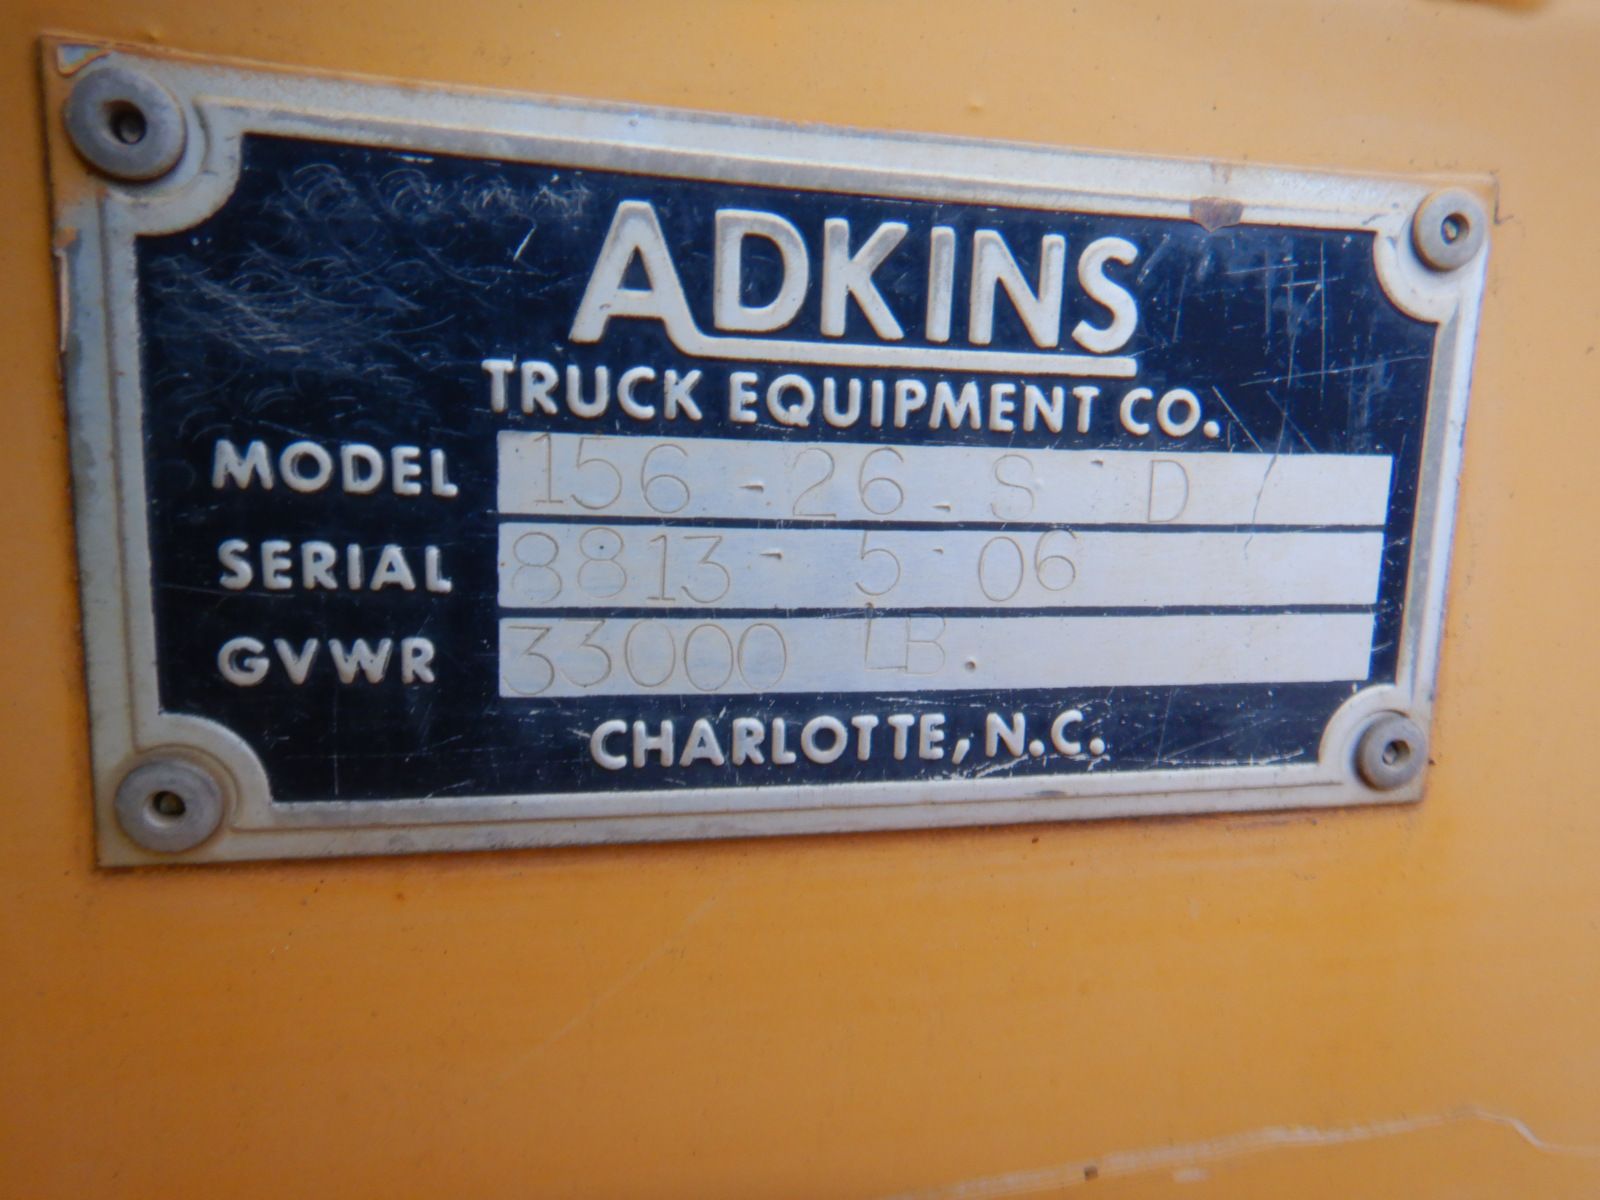 ADKINS
TRUCK EQUIPMENT CO.
MODEL 156-26-S-D
SERIAL 8813-5-06
GVWR 33000 LB.
CHARLOTTE, N.C.